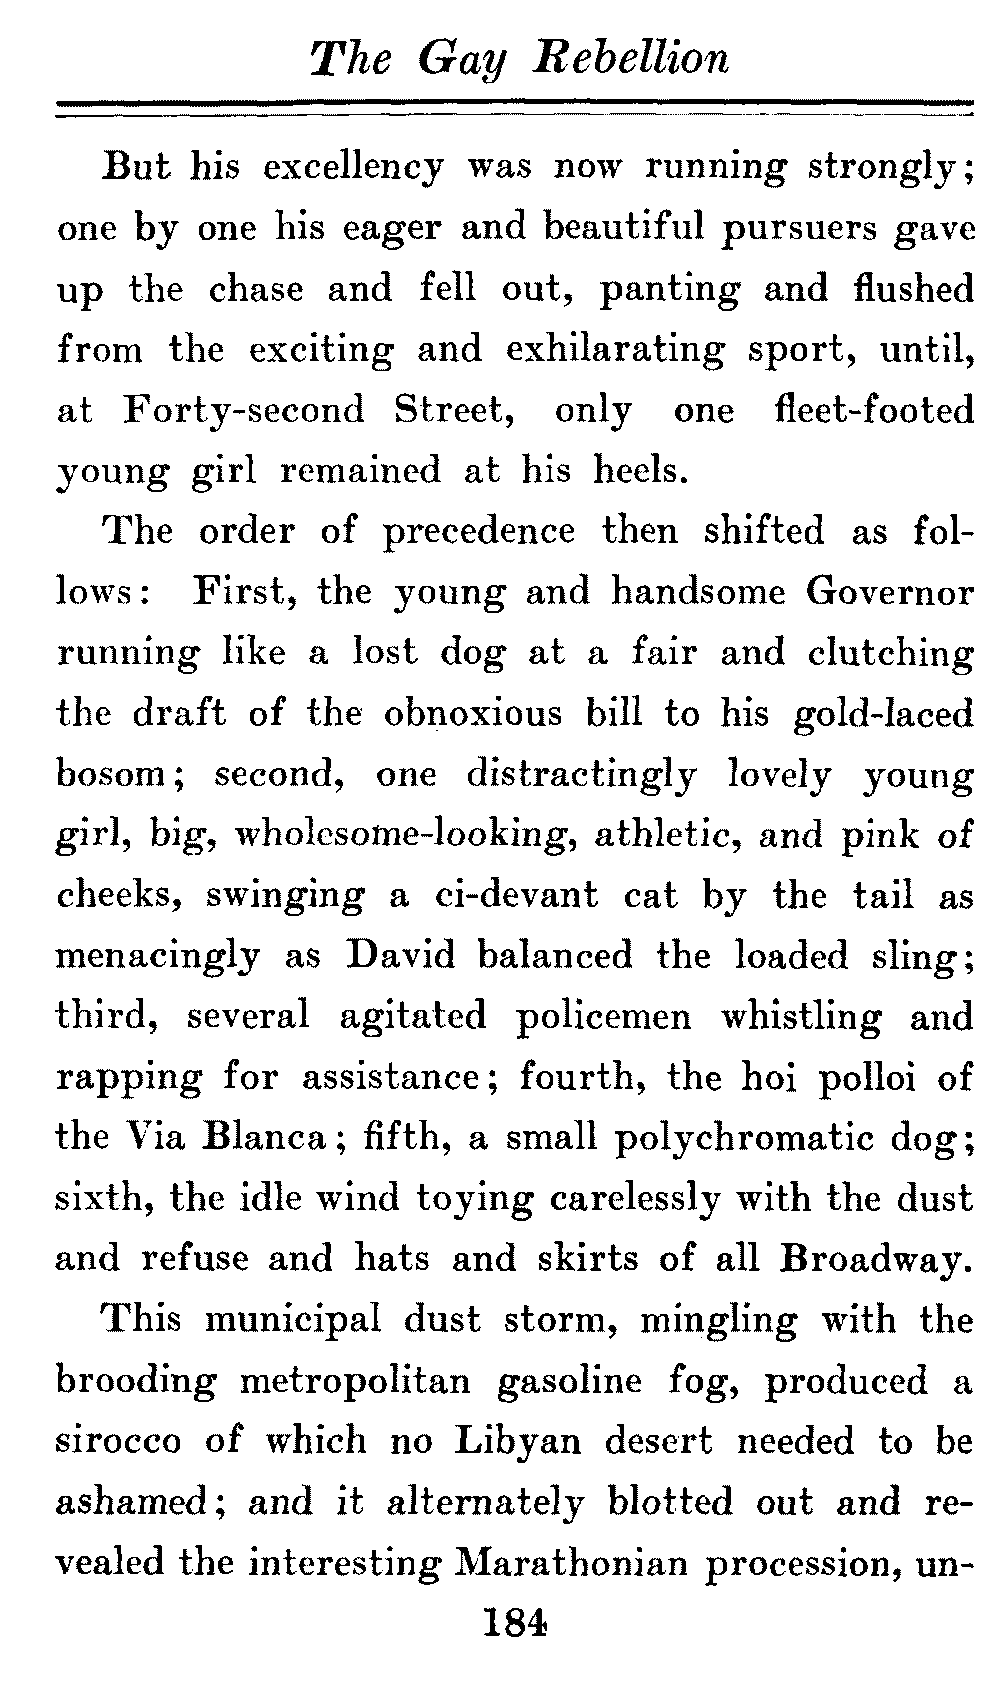 The Gay Rebellion
But his excellency was now running strongly;
one by one his eager and beautiful pursuers gave
up the chase and fell out, panting and flushed
from the exciting and exhilarating sport, until,
at Forty-second Street, only one fleet-footed
young girl remained at his heels.
The order of precedence then shifted as fol-
lows: First, the young and handsome Governor
running like a lost dog at a fair and clutching
the draft of the obnoxious bill to his gold-laced
bosom; second, one distractingly lovely young
girl, big, wholesome-looking, athletic, and pink of
cheeks, swinging a ci-devant cat by the tail as
menacingly as David balanced the loaded sling;
third, several agitated policemen whistling and
rapping for assistance; fourth, the hoi polloi of
the Via Blanca; fifth, a small polychromatic dog;
sixth, the idle wind toying carelessly with the dust
and refuse and hats and skirts of all Broadway.
This municipal dust storm, mingling with the
brooding metropolitan gasoline fog, produced a
sirocco of which no Libyan desert needed to be
ashamed; and it alternately blotted out and re-
vealed the interesting Marathonian procession, un-
184